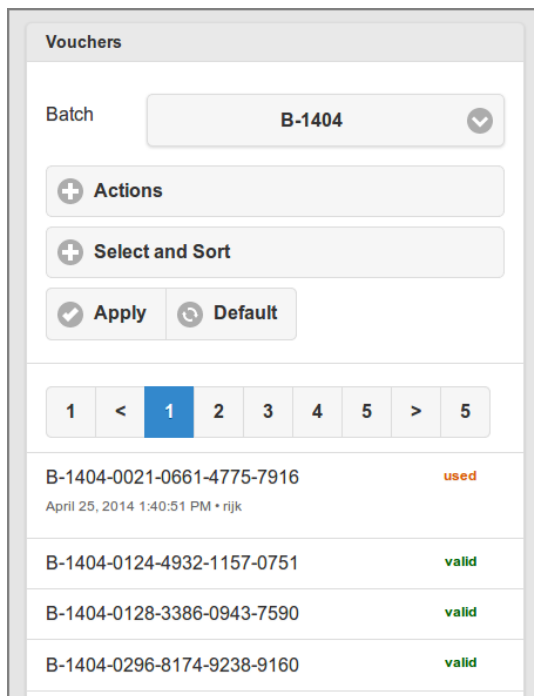 Vouchers
Batch B-1404
Actions
Select and Sort
Apply Default
1 < 1 2 3 4 5 > 5
B-1404-0021-0661-4775-7916 used
April 25, 2014 1:40:51 PM • rijk
B-1404-0124-4932-1157-0751 valid
B-1404-0128-3386-0943-7590 valid
B-1404-0296-8174-9238-9160 valid